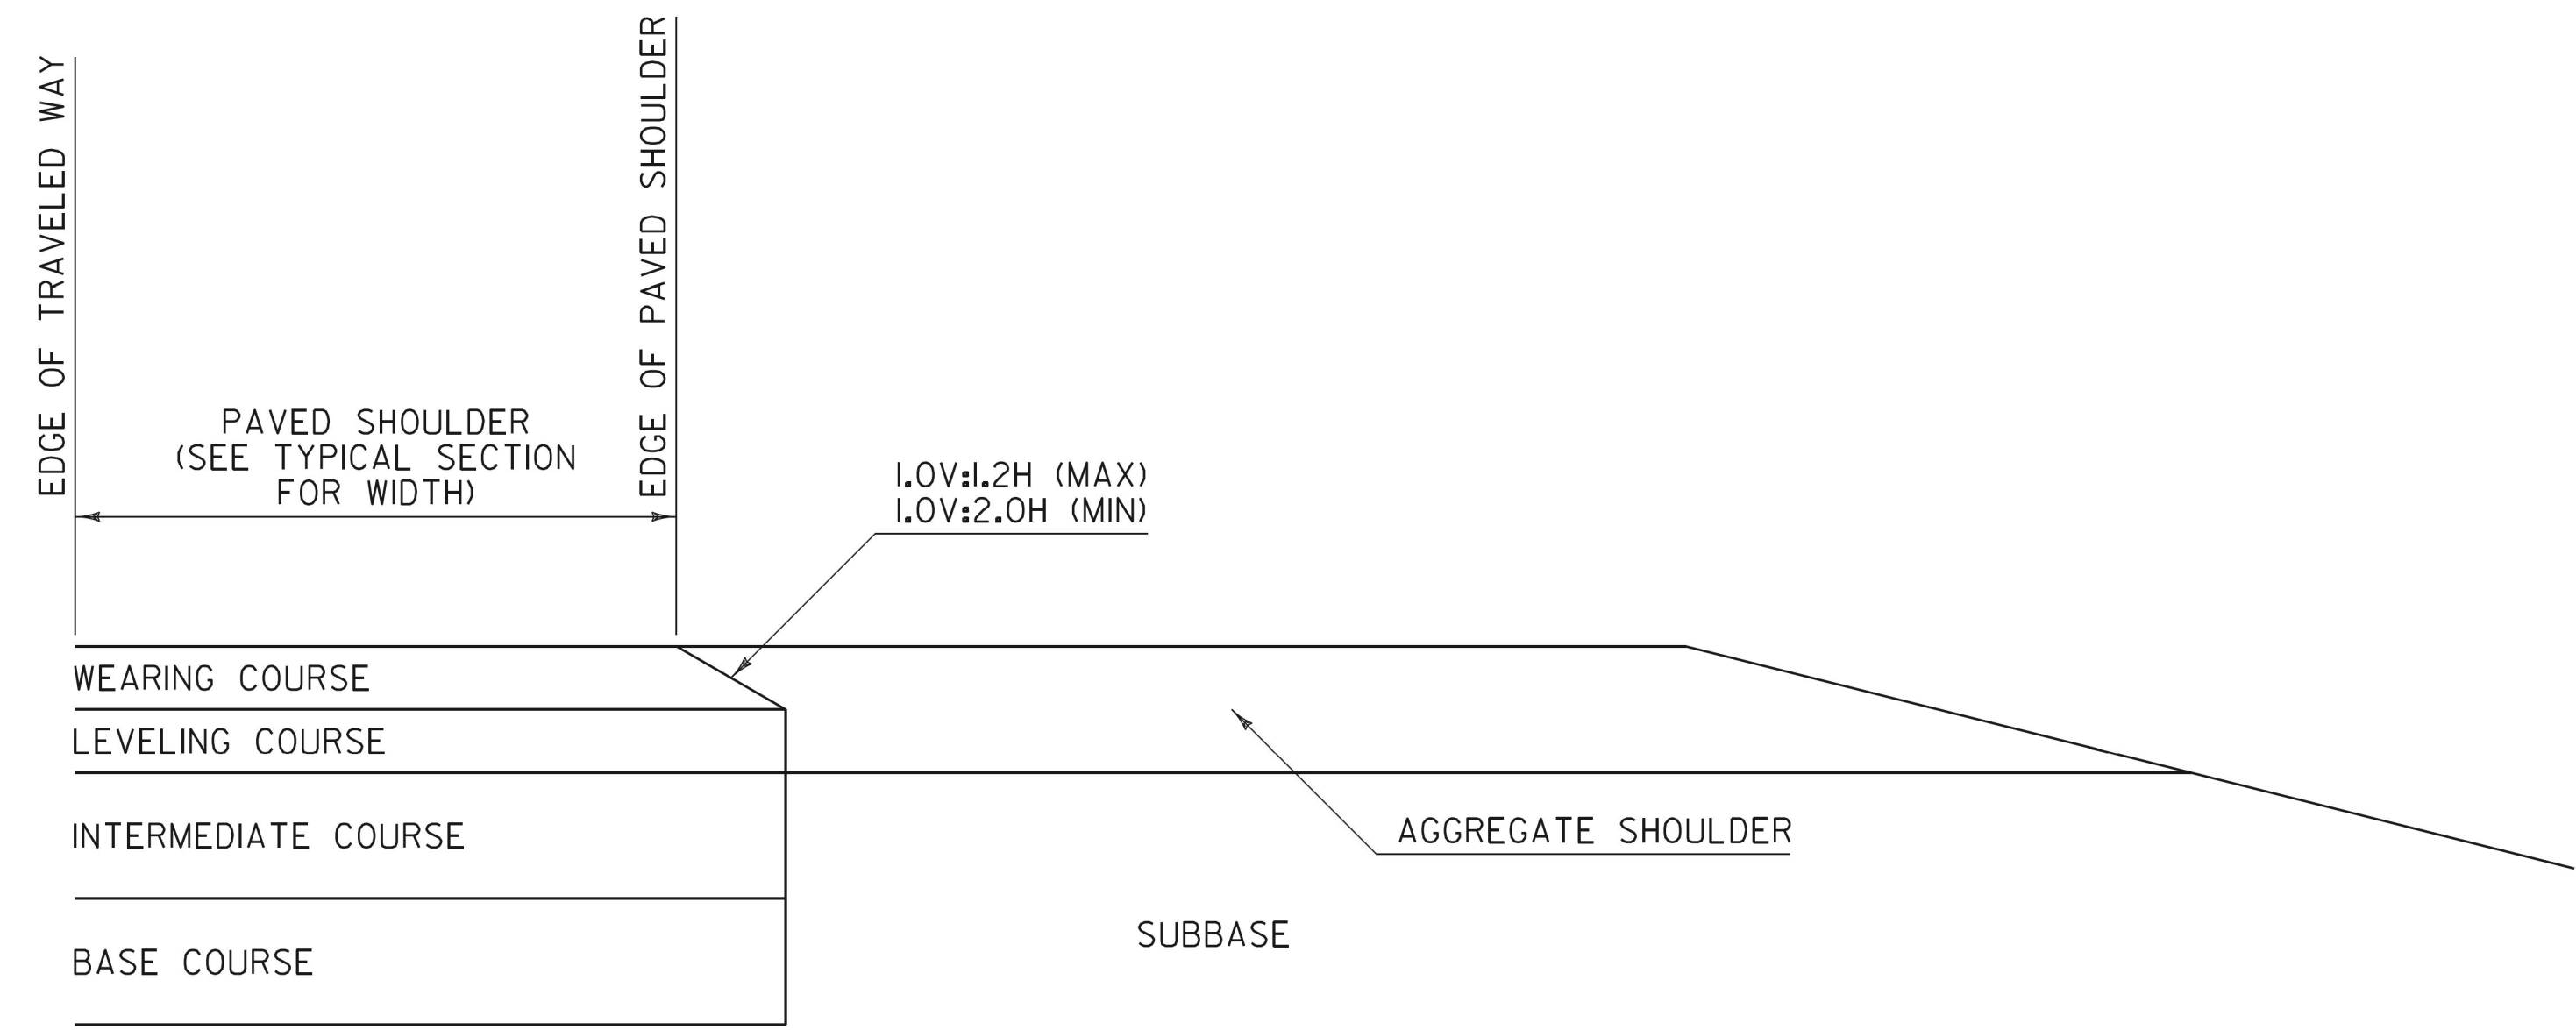 EDGE OF TRAVELED WAY
EDGE OF PAVED SHOULDER
PAVED SHOULDER
(SEE TYPICAL SECTION
FOR WIDTH)
1.0V:1.2H (MAX)
1.0V:2.0H (MIN)
WEARING COURSE
LEVELING COURSE
INTERMEDIATE COURSE
AGGREGATE SHOULDER
SUBBASE
BASE COURSE